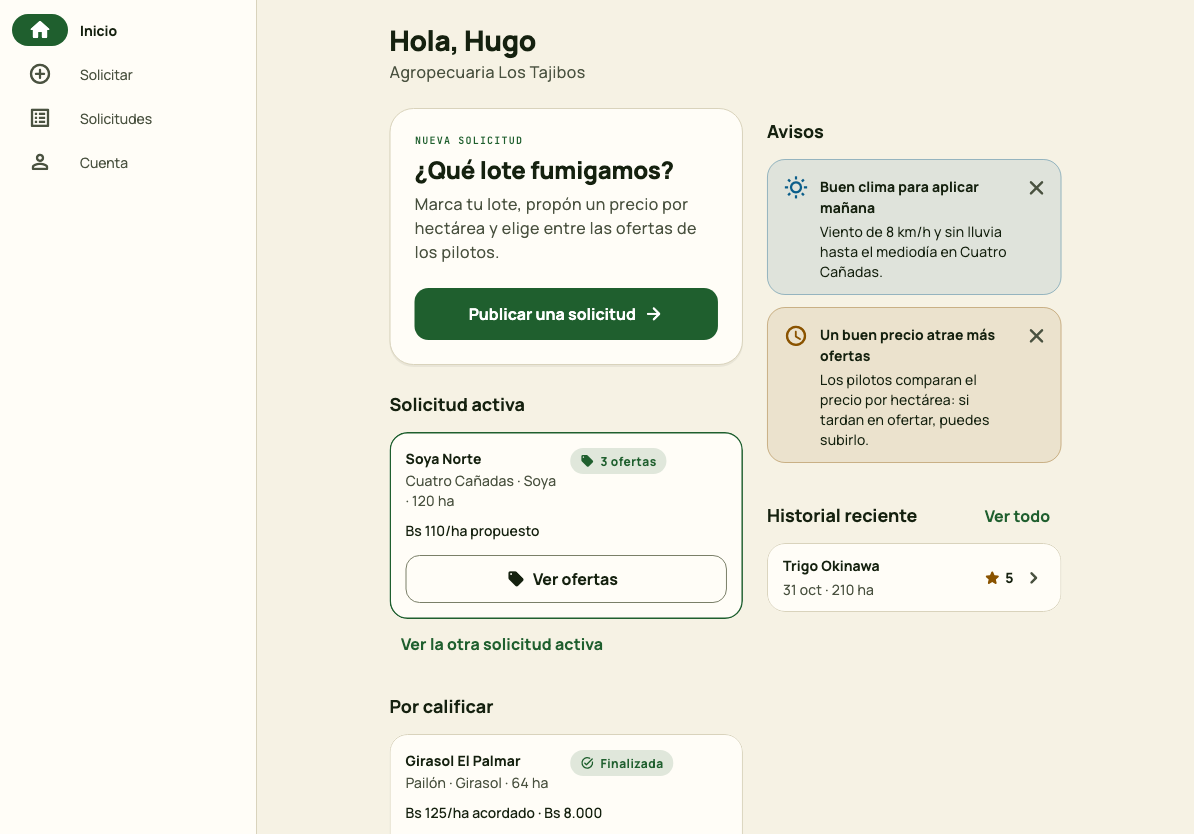 Inicio
Solicitar
Solicitudes
Cuenta
Hola, Hugo
Agropecuaria Los Tajibos
NUEVA SOLICITUD
¿Qué lote fumigamos?
Marca tu lote, propón un precio por
hectárea y elige entre las ofertas de
los pilotos.
Publicar una solicitud
Solicitud activa
Soya Norte
3 ofertas
Cuatro Cañadas · Soya
· 120 ha
Bs 110/ha propuesto
Ver ofertas
Ver la otra solicitud activa
Por calificar
Girasol El Palmar
Finalizada
Pailón · Girasol · 64 ha
Bs 125/ha acordado · Bs 8.000
Avisos
Buen clima para aplicar
mañana
Viento de 8 km/h y sin lluvia
hasta el mediodía en Cuatro
Cañadas.
Un buen precio atrae más
ofertas
Los pilotos comparan el
precio por hectárea: si
tardan en ofertar, puedes
subirlo.
Historial reciente
Ver todo
Trigo Okinawa
31 oct · 210 ha
5